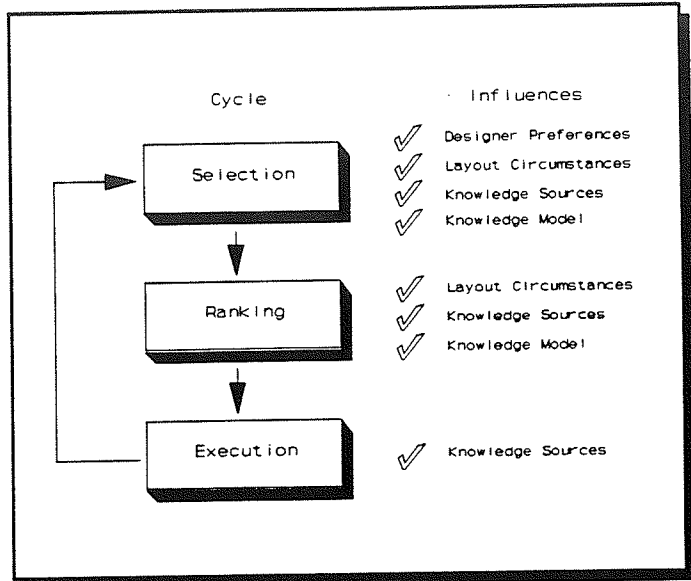 Cycle
Influences
Selection
Designer Preferences
Layout Circumstances
Knowledge Sources
Knowledge Model
Ranking
Layout Circumstances
Knowledge Sources
Knowledge Model
Execution
Knowledge Sources